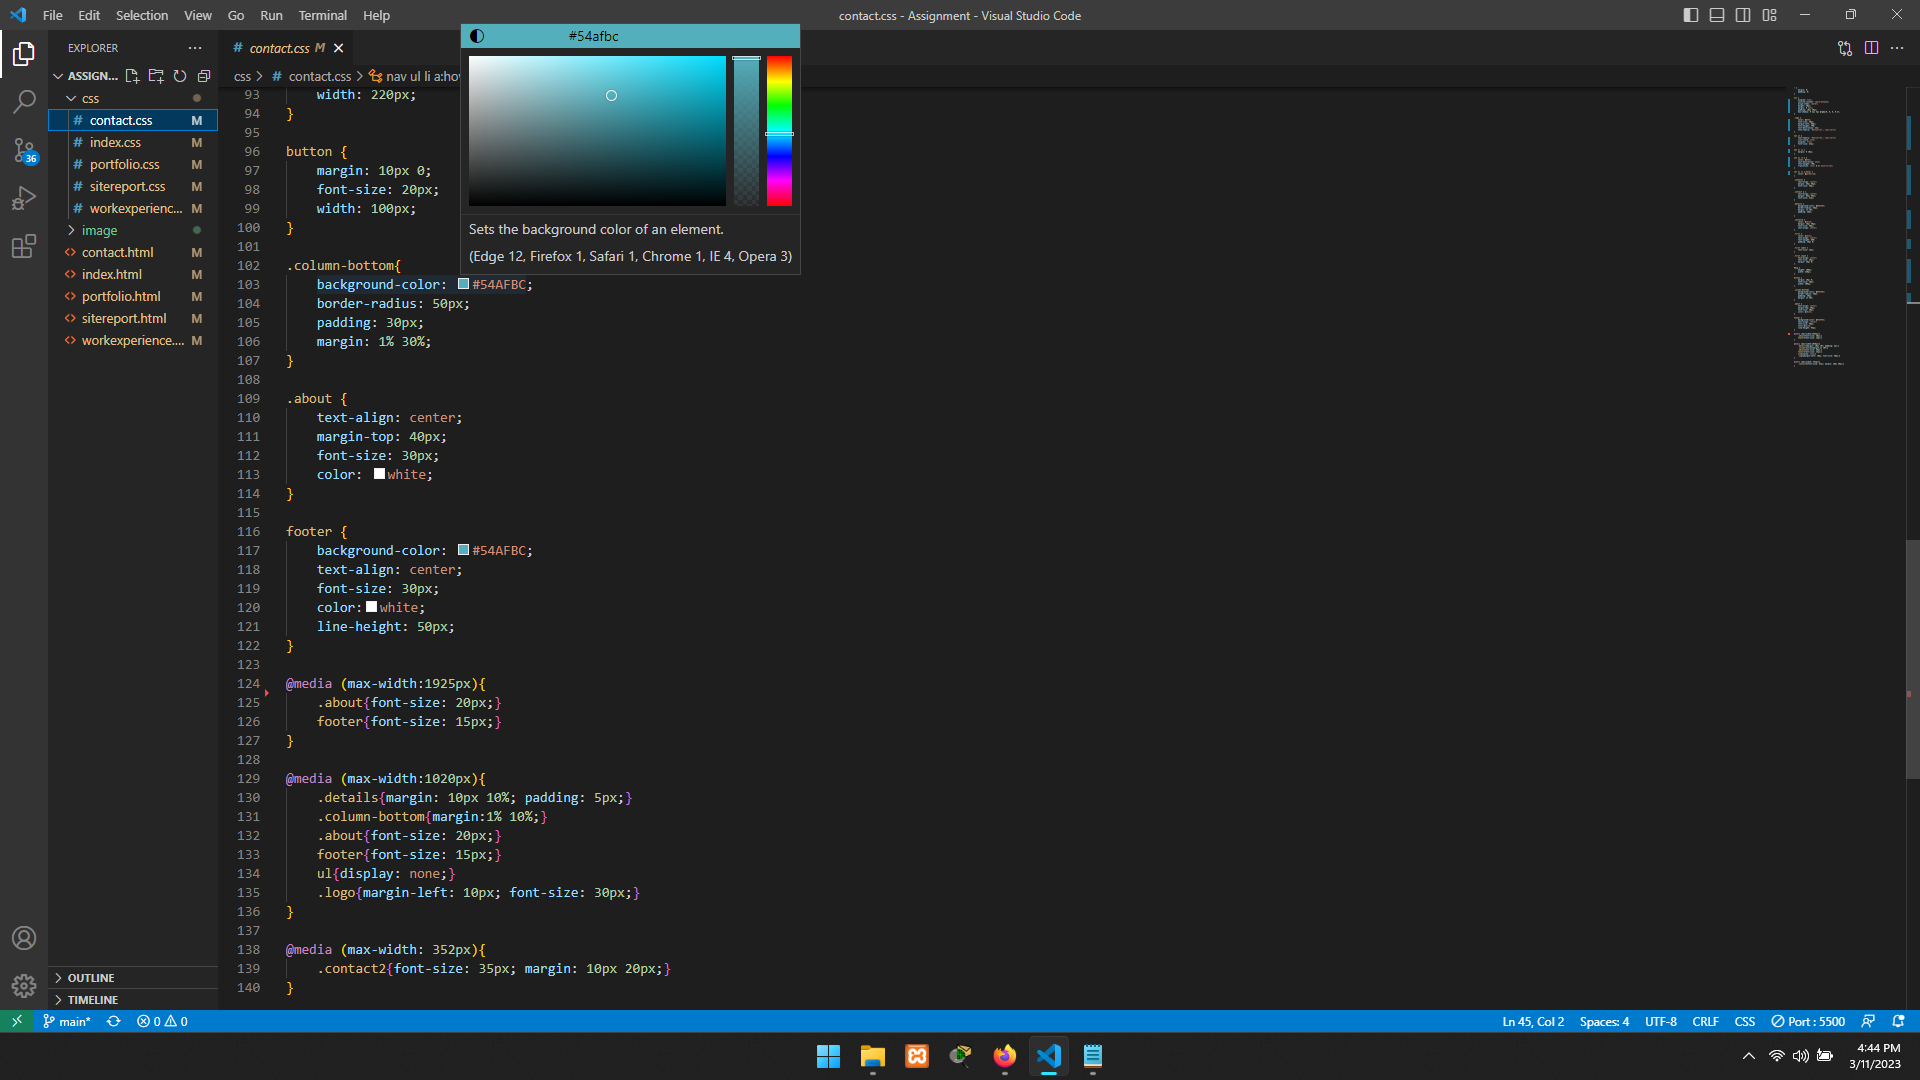 File Edit Selection View Go Run Terminal Help
contact.css - Assignment - Visual Studio Code
EXPLORER
ASSIGN...
css
# contact.css M
# index.css M
# portfolio.css M
# sitereport.css M
# workexperienc... M
image
<> contact.html M
<> index.html M
<> portfolio.html M
<> sitereport.html M
<> workexperience.... M
OUTLINE
TIMELINE
36
# contact.css M
css > # contact.css > nav ul li a:ho
#54afbc
Sets the background color of an element.
(Edge 12, Firefox 1, Safari 1, Chrome 1, IE 4, Opera 3)
93 width: 220px;
94 }
95
96 button {
97 margin: 10px 0;
98 font-size: 20px;
99 width: 100px;
100 }
101
102 .column-bottom{
103 background-color: #54AFBC;
104 border-radius: 50px;
105 padding: 30px;
106 margin: 1% 30%;
107 }
108
109 .about {
110 text-align: center;
111 margin-top: 40px;
112 font-size: 30px;
113 color: white;
114 }
115
116 footer {
117 background-color: #54AFBC;
118 text-align: center;
119 font-size: 30px;
120 color: white;
121 line-height: 50px;
122 }
123
124 @media (max-width:1925px){
125 .about{font-size: 20px;}
126 footer{font-size: 15px;}
127 }
128
129 @media (max-width:1020px){
130 .details{margin: 10px 10%; padding: 5px;}
131 .column-bottom{margin:1% 10%;}
132 .about{font-size: 20px;}
133 footer{font-size: 15px;}
134 ul{display: none;}
135 .logo{margin-left: 10px; font-size: 30px;}
136 }
137
138 @media (max-width: 352px){
139 .contact2{font-size: 35px; margin: 10px 20px;}
140 }
main* 0 0
Ln 45, Col 2 Spaces: 4 UTF-8 CRLF CSS Port : 5500
4:44 PM
3/11/2023